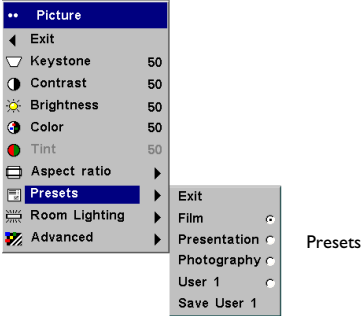 Picture
Exit
Keystone 50
Contrast 50
Brightness 50
Color 50
Tint 50
Aspect ratio
Presets
Room Lighting
Advanced
Exit
Film
Presentation
Photography
User 1
Save User 1
Presets